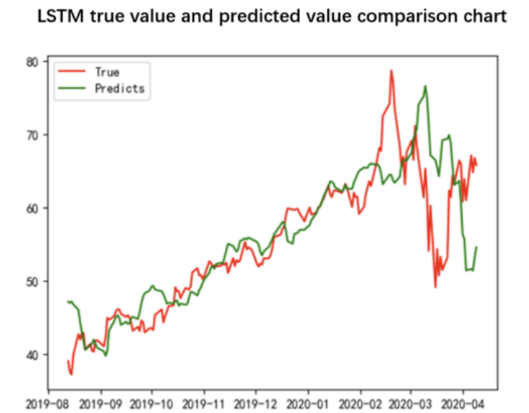 LSTM true value and predicted value comparison chart
80
True
Predicts
70
60
50
40
2019-08 2019-09 2019-10 2019-11 2019-12 2020-01 2020-02 2020-03 2020-04